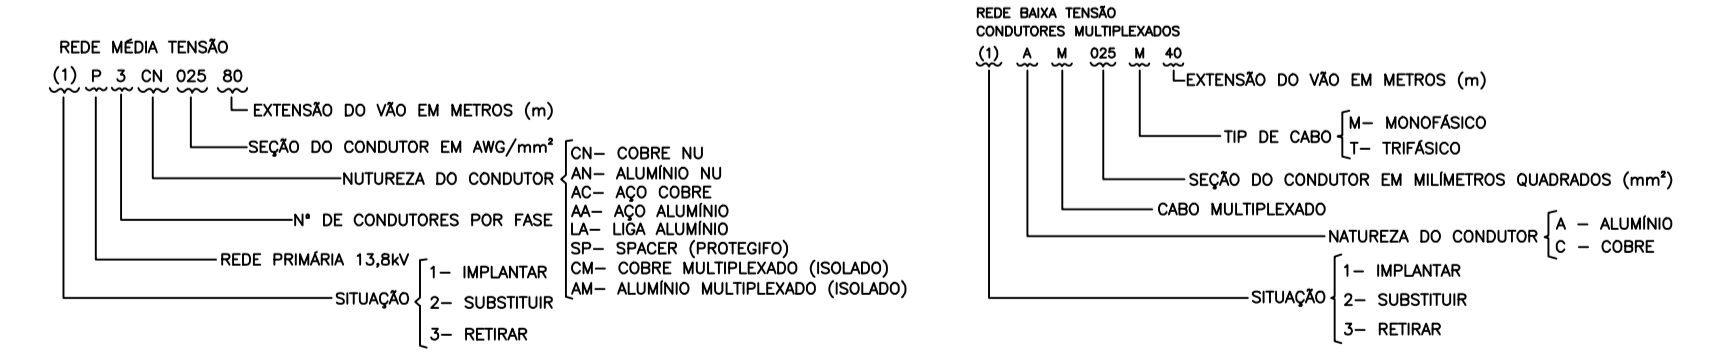 REDE MÉDIA TENSÃO
(1) P 3 CN 025 80
EXTENSÃO DO VÃO EM METROS (m)
SEÇÃO DO CONDUTOR EM AWG/mm²
NUTUREZA DO CONDUTOR
CN– COBRE NU
AN– ALUMÍNIO NU
AC– AÇO COBRE
AA– AÇO ALUMÍNIO
LA– LIGA ALUMÍNIO
SP– SPACER (PROTEGIFO)
CM– COBRE MULTIPLEXADO (ISOLADO)
AM– ALUMÍNIO MULTIPLEXADO (ISOLADO)
Nº DE CONDUTORES POR FASE
REDE PRIMÁRIA 13,8kV
SITUAÇÃO
1– IMPLANTAR
2– SUBSTITUIR
3– RETIRAR
REDE BAIXA TENSÃO
CONDUTORES MULTIPLEXADOS
(1) A M 025 M 40
EXTENSÃO DO VÃO EM METROS (m)
TIP DE CABO
M– MONOFÁSICO
T– TRIFÁSICO
SEÇÃO DO CONDUTOR EM MILÍMETROS QUADRADOS (mm²)
CABO MULTIPLEXADO
NATUREZA DO CONDUTOR
A – ALUMÍNIO
C – COBRE
SITUAÇÃO
1– IMPLANTAR
2– SUBSTITUIR
3– RETIRAR